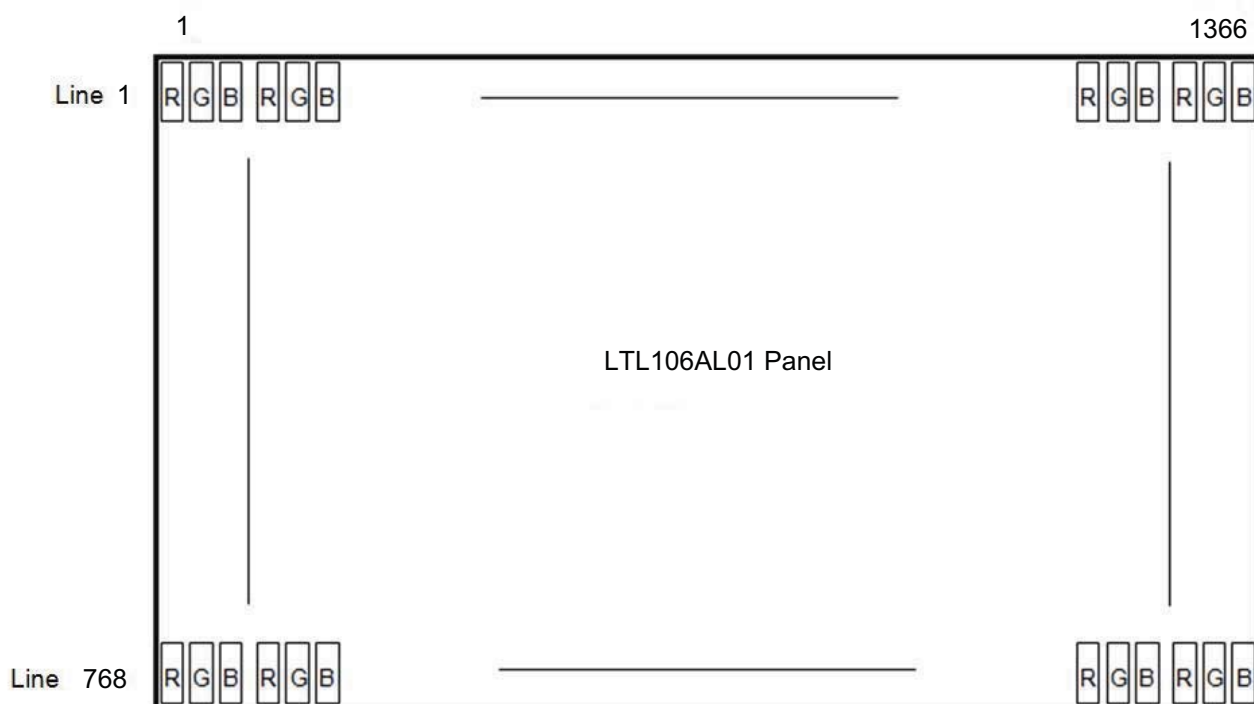 1 1366
Line 1 R G B R G B R G B R G B
LTL106AL01 Panel
Line 768 R G B R G B R G B R G B